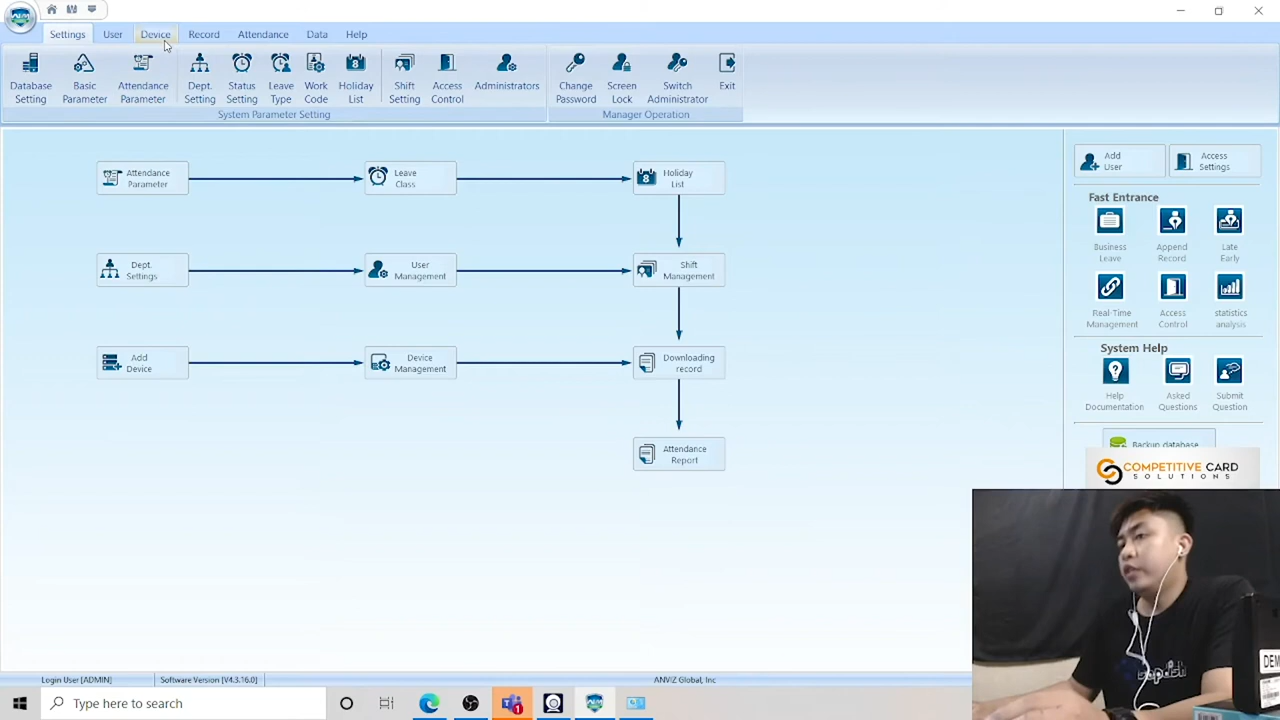 Settings User Device Record Attendance Data Help
Database Setting
Basic Parameter
Attendance Parameter
Dept. Setting
Status Setting
Leave Type
Work Code
Holiday List
Shift Setting
Access Control
Administrators
Change Password
Screen Lock
Switch Administrator
Exit
System Parameter Setting
Manager Operation
Attendance
Parameter
Leave
Class
8
Holiday
List
Dept.
Settings
User
Management
Shift
Management
Add
Device
Device
Management
Downloading
record
Attendance
Report
Add
User
Access
Settings
Fast Entrance
Business
Leave
Append
Record
Late
Early
Real-Time
Management
Access
Control
statistics
analysis
System Help
Help
Documentation
Asked
Questions
Submit
Question
Backup database
COMPETITIVE CARD
SOLUTIONS
DEM
Login User [ADMIN]
Software Version [V4.3.16.0]
ANVIZ Global, Inc
Type here to search
1